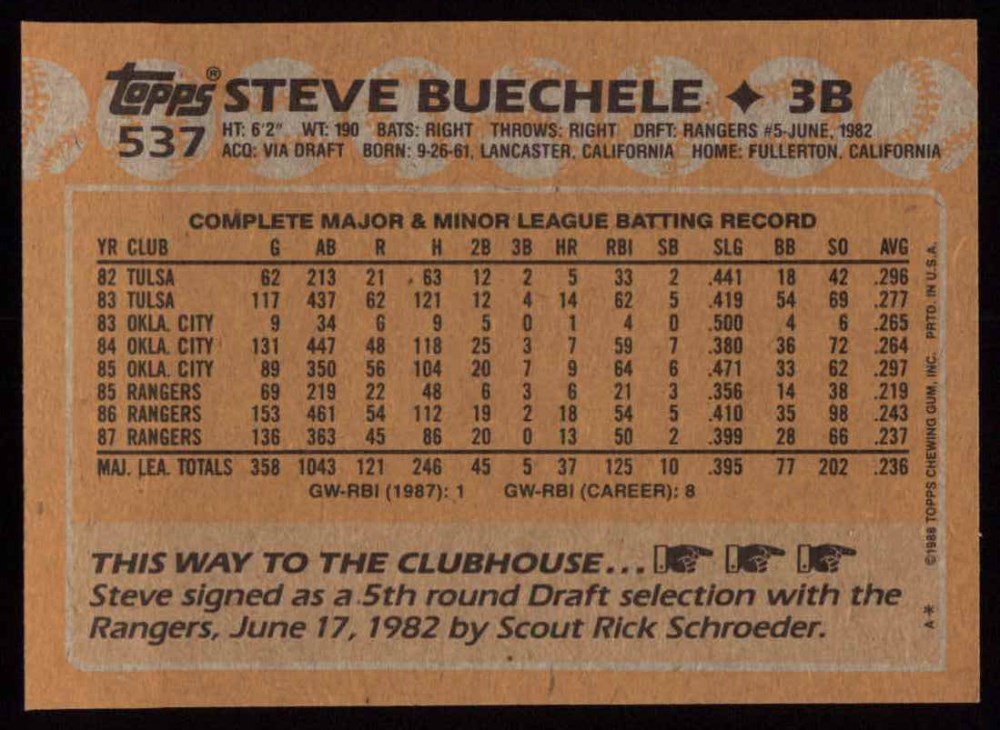 Topps® STEVE BUECHELE ✦ 3B
537 HT: 6'2" WT: 190 BATS: RIGHT THROWS: RIGHT DRFT: RANGERS #5-JUNE, 1982
ACQ: VIA DRAFT BORN: 9-26-61, LANCASTER, CALIFORNIA HOME: FULLERTON, CALIFORNIA
COMPLETE MAJOR & MINOR LEAGUE BATTING RECORD
YR CLUB G AB R H 2B 3B HR RBI SB SLG BB SO AVG
82 TULSA 62 213 21 63 12 2 5 33 2 .441 18 42 .296
83 TULSA 117 437 62 121 12 4 14 62 5 .419 54 69 .277
83 OKLA. CITY 9 34 6 9 5 0 1 4 0 .500 4 6 .265
84 OKLA. CITY 131 447 48 118 25 3 7 59 7 .380 36 72 .264
85 OKLA. CITY 89 350 56 104 20 7 9 64 6 .471 33 62 .297
85 RANGERS 69 219 22 48 6 3 6 21 3 .356 14 38 .219
86 RANGERS 153 461 54 112 19 2 18 54 5 .410 35 98 .243
87 RANGERS 136 363 45 86 20 0 13 50 2 .399 28 66 .237
MAJ. LEA. TOTALS 358 1043 121 246 45 5 37 125 10 .395 77 202 .236
GW-RBI (1987): 1 GW-RBI (CAREER): 8
THIS WAY TO THE CLUBHOUSE...
Steve signed as a 5th round Draft selection with the
Rangers, June 17, 1982 by Scout Rick Schroeder.
©1988 TOPPS CHEWING GUM, INC. PRTD. IN U.S.A.
A*